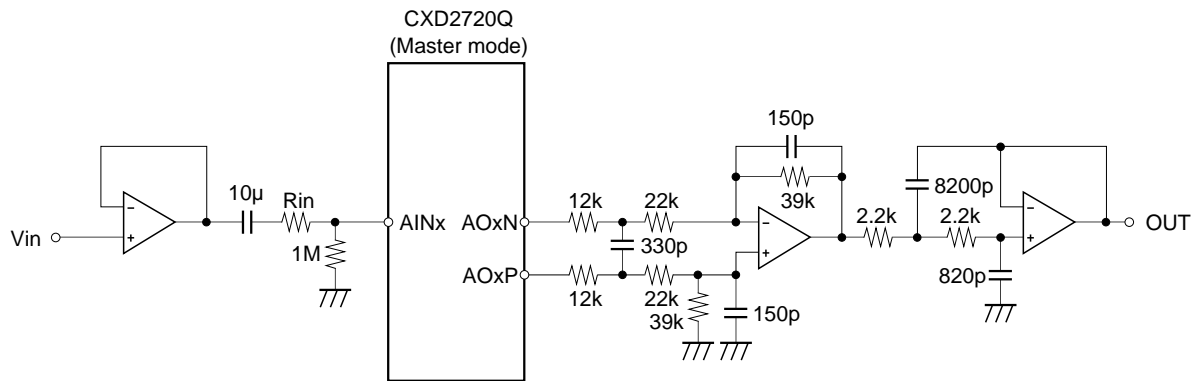 CXD2720Q
(Master mode)
150p
39k
8200p
10μ
Rin
12k
22k
2.2k
2.2k
Vin
AINx
AOxN
1M
330p
OUT
AOxP
820p
12k
22k
39k
150p
−
+
−
+
−
+